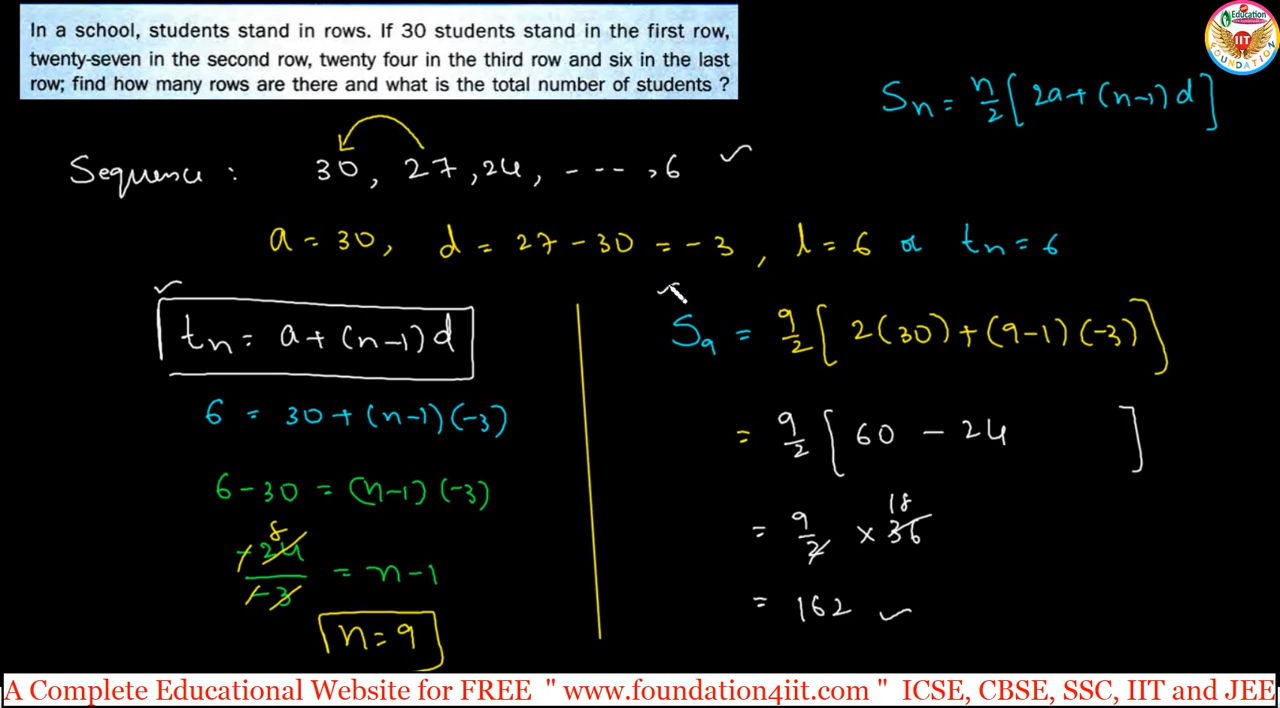 In a school, students stand in rows. If 30 students stand in the first row,
twenty-seven in the second row, twenty four in the third row and six in the last
row; find how many rows are there and what is the total number of students ?
Education
IIT
FOUNDATION
Sn = n/2 [2a + (n-1)d]
Sequence : 30, 27, 24, - - - - , 6 ✓
a = 30, d = 27 - 30 = -3, l = 6 or tn = 6
✓
tn = a + (n-1)d
6 = 30 + (n-1)(-3)
6 - 30 = (n-1)(-3)
8
-24/-3 = n-1
n = 9
✓
S9 = 9/2 [2(30) + (9-1)(-3)]
= 9/2 [60 - 24]
18
= 9/2 × 36
= 162 ✓
A Complete Educational Website for FREE " www.foundation4iit.com " ICSE, CBSE, SSC, IIT and JEE